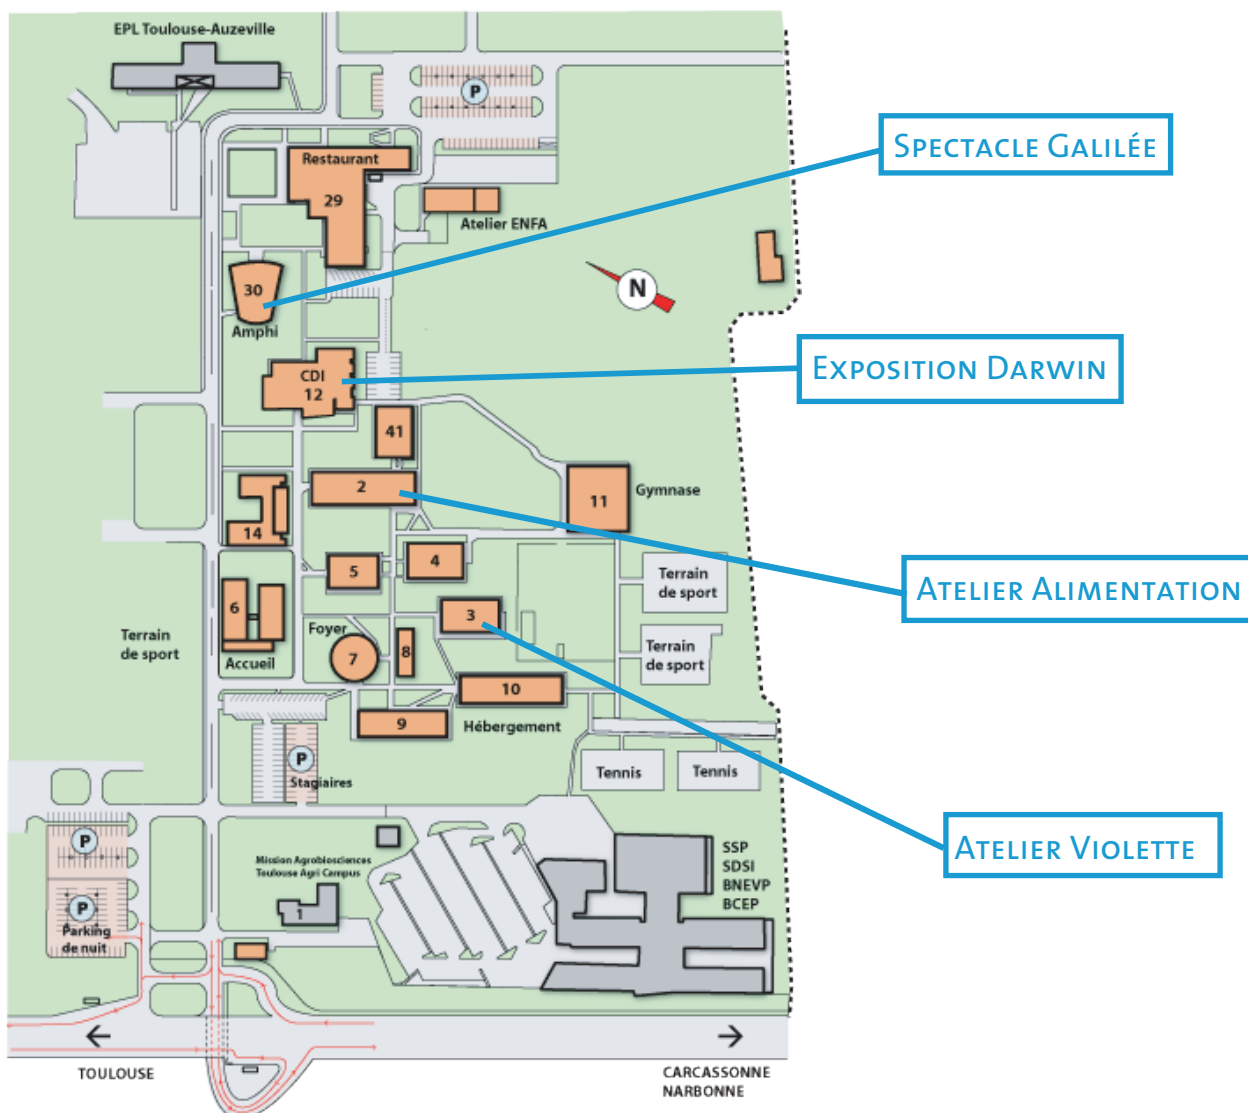 EPL Toulouse-Auzeville
P
SPECTACLE GALILÉE
Restaurant
29
Atelier ENFA
30
Amphi
N
CDI
12
EXPOSITION DARWIN
41
2
11
Gymnase
14
5
4
Terrain
de sport
ATELIER ALIMENTATION
6
3
Foyer
Terrain
de sport
7
8
Terrain
de sport
Accueil
10
9
Hébergement
P
Stagiaires
Tennis
Tennis
P
ATELIER VIOLETTE
SSP
SDSI
BNEVP
BCEP
Mission Agrobiosciences
Toulouse Agri Campus
1
P
Parking
de nuit
TOULOUSE
CARCASSONNE
NARBONNE